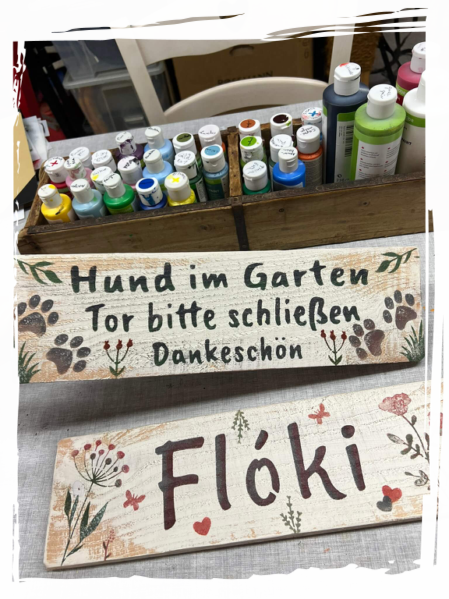 Hund im Garten
Tor bitte schließen
Dankeschön
Flóki